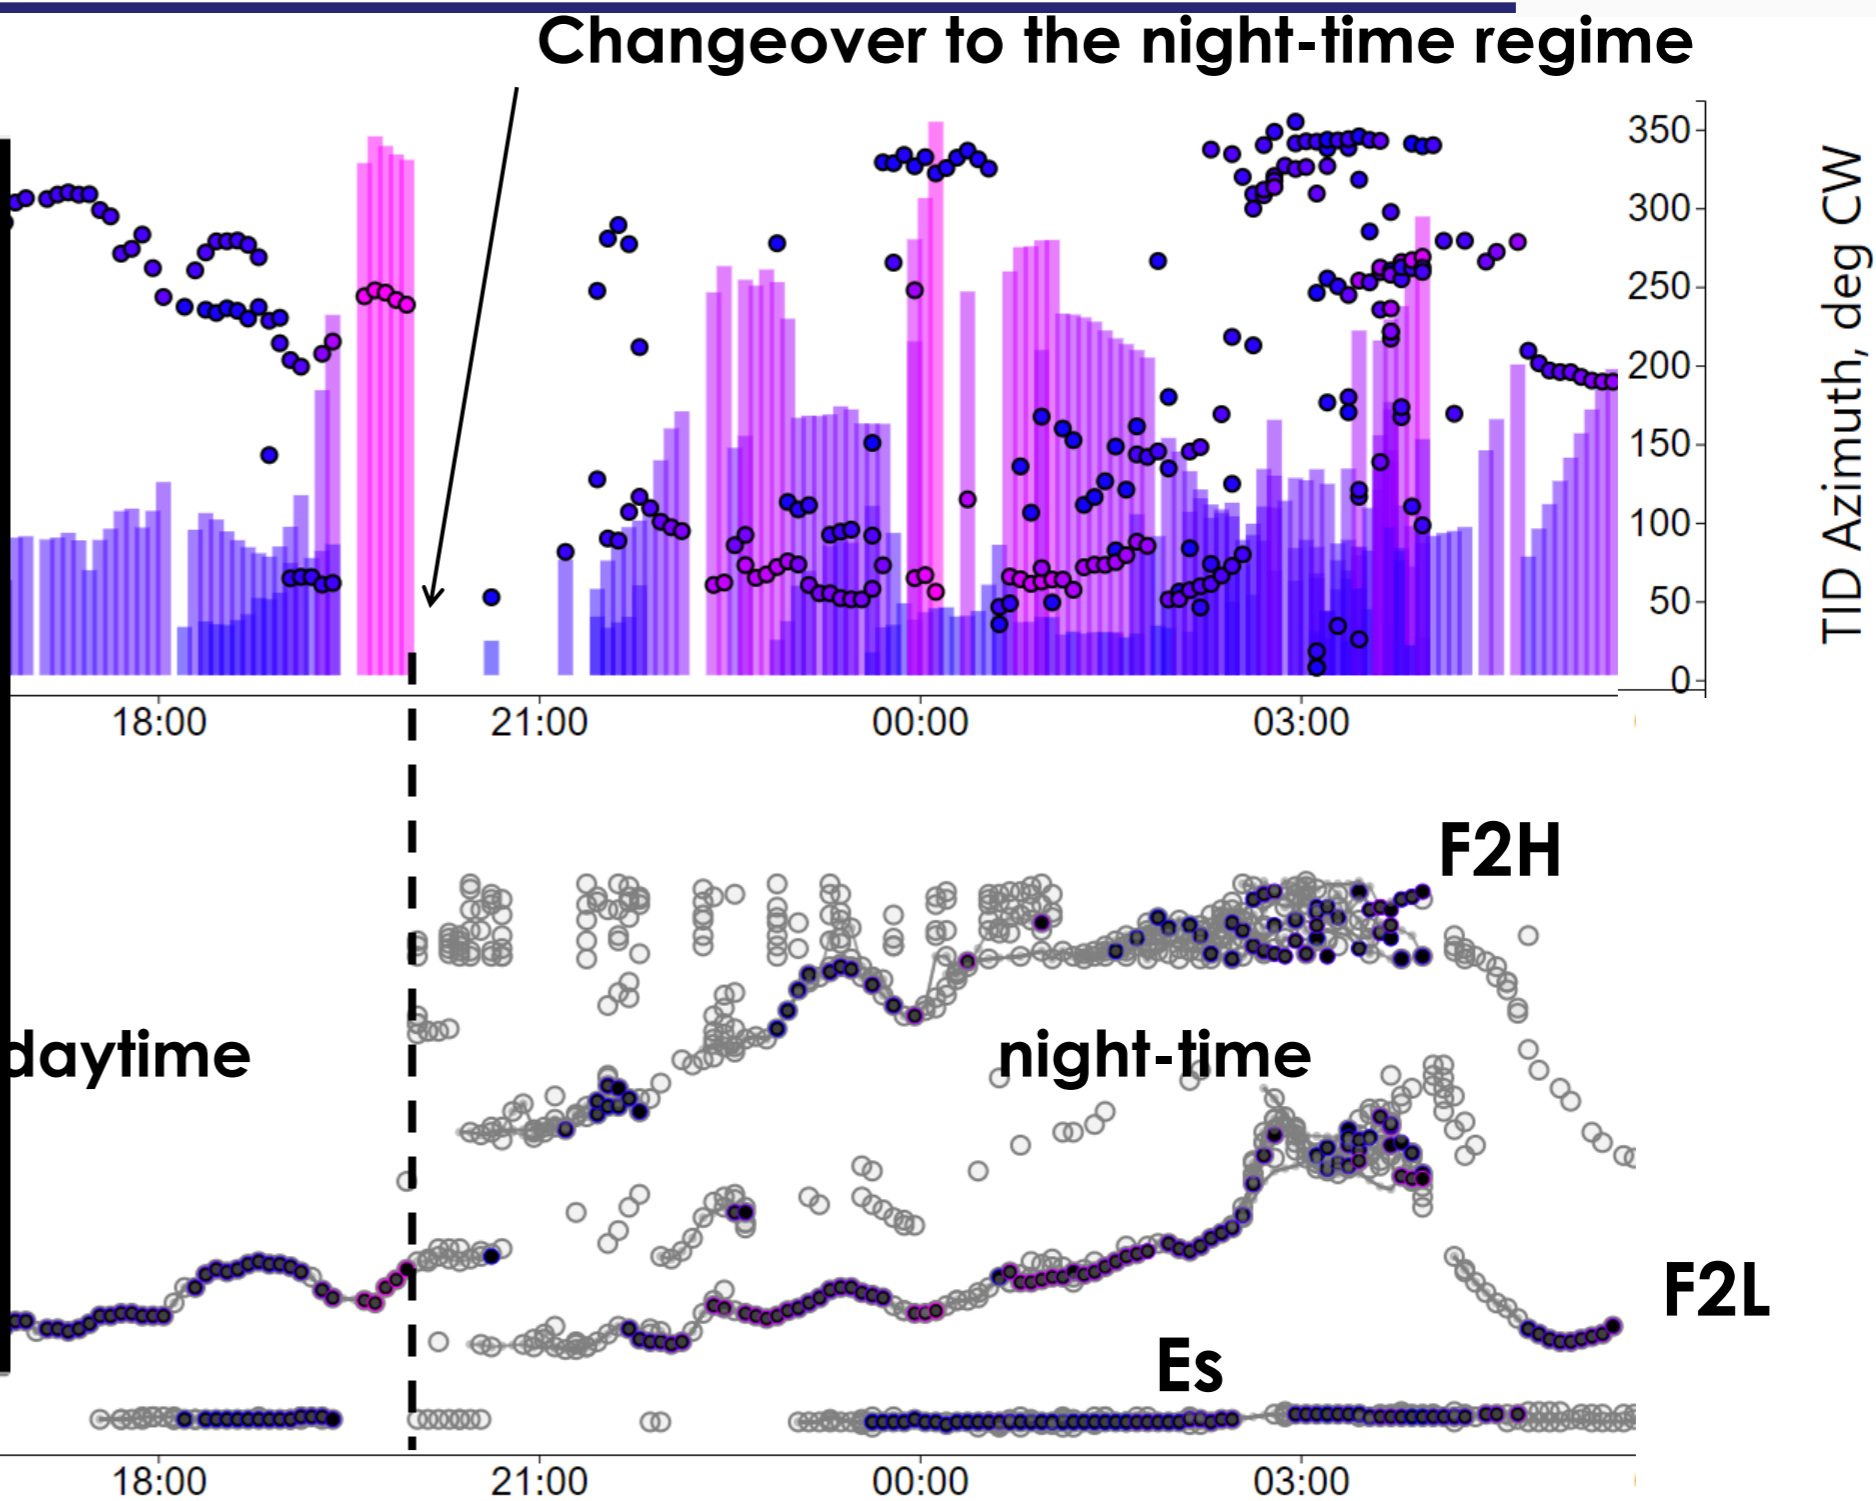 Changeover to the night-time regime
350
300
250
200
150
100
50
0
TID Azimuth, deg CW
18:00 21:00 00:00 03:00
F2H
daytime
night-time
F2L
Es
18:00 21:00 00:00 03:00